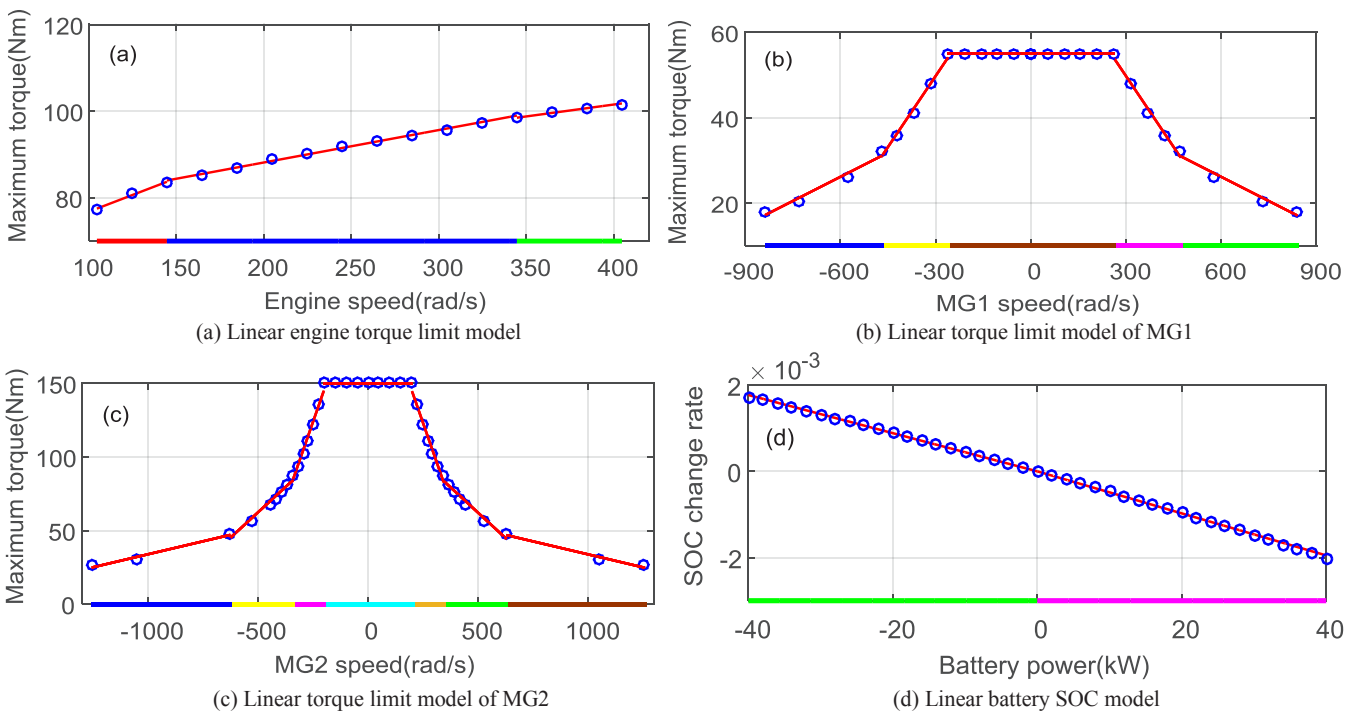 120
100
80
Maximum torque(Nm)
(a)
100 150 200 250 300 350 400
Engine speed(rad/s)
(a) Linear engine torque limit model
60
40
20
Maximum torque(Nm)
(b)
-900 -600 -300 0 300 600 900
MG1 speed(rad/s)
(b) Linear torque limit model of MG1
150
100
50
0
Maximum torque(Nm)
(c)
-1000 -500 0 500 1000
MG2 speed(rad/s)
(c) Linear torque limit model of MG2
× 10-3
2
0
-2
SOC change rate
(d)
-40 -20 0 20 40
Battery power(kW)
(d) Linear battery SOC model